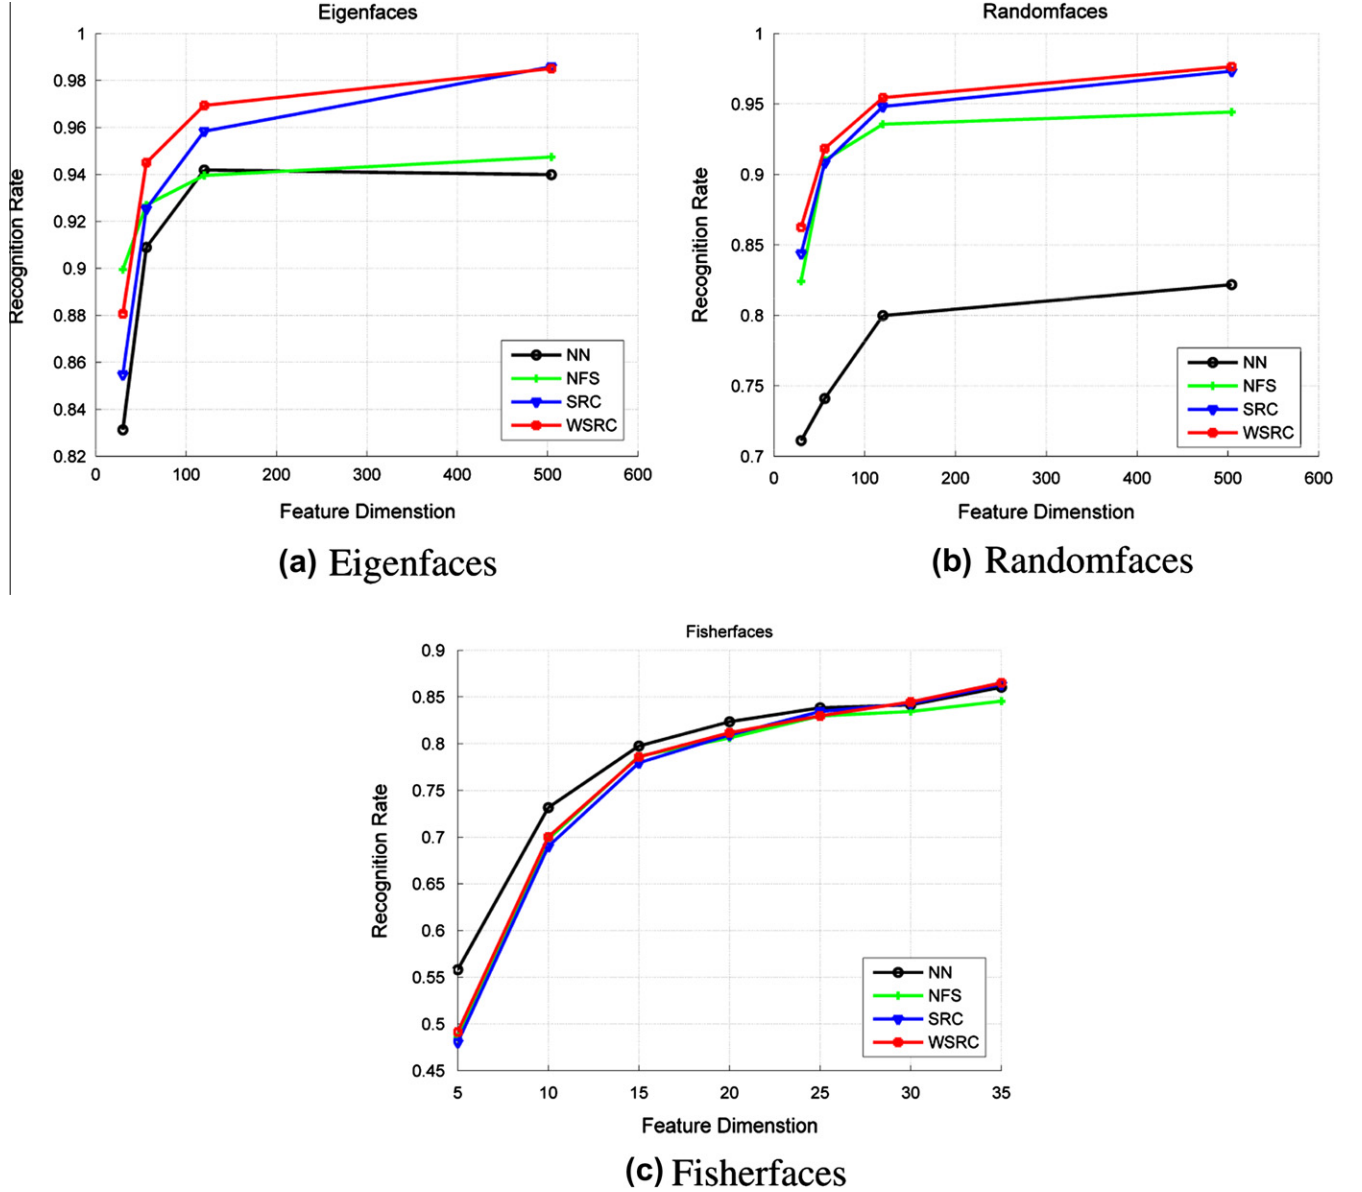 Eigenfaces
1
0.98
0.96
0.94
0.92
0.9
0.88
0.86
0.84
0.82
0 100 200 300 400 500 600
Recognition Rate
Feature Dimenstion
NN
NFS
SRC
WSRC
(a) Eigenfaces
Randomfaces
1
0.95
0.9
0.85
0.8
0.75
0.7
0 100 200 300 400 500 600
Recognition Rate
Feature Dimenstion
NN
NFS
SRC
WSRC
(b) Randomfaces
Fisherfaces
0.9
0.85
0.8
0.75
0.7
0.65
0.6
0.55
0.5
0.45
5 10 15 20 25 30 35
Recognition Rate
Feature Dimenstion
NN
NFS
SRC
WSRC
(c) Fisherfaces